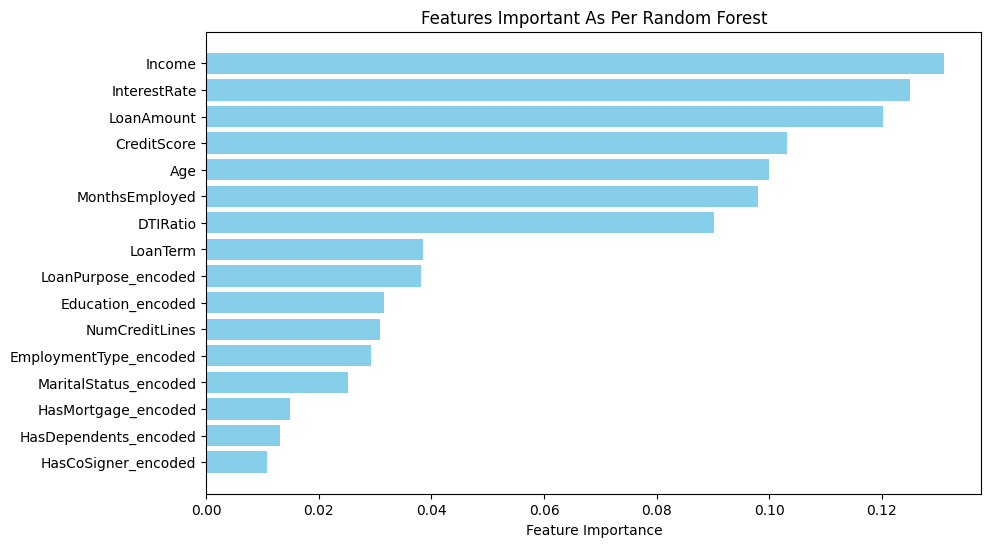 Features Important As Per Random Forest
Income
InterestRate
LoanAmount
CreditScore
Age
MonthsEmployed
DTIRatio
LoanTerm
LoanPurpose_encoded
Education_encoded
NumCreditLines
EmploymentType_encoded
MaritalStatus_encoded
HasMortgage_encoded
HasDependents_encoded
HasCoSigner_encoded
0.00 0.02 0.04 0.06 0.08 0.10 0.12
Feature Importance